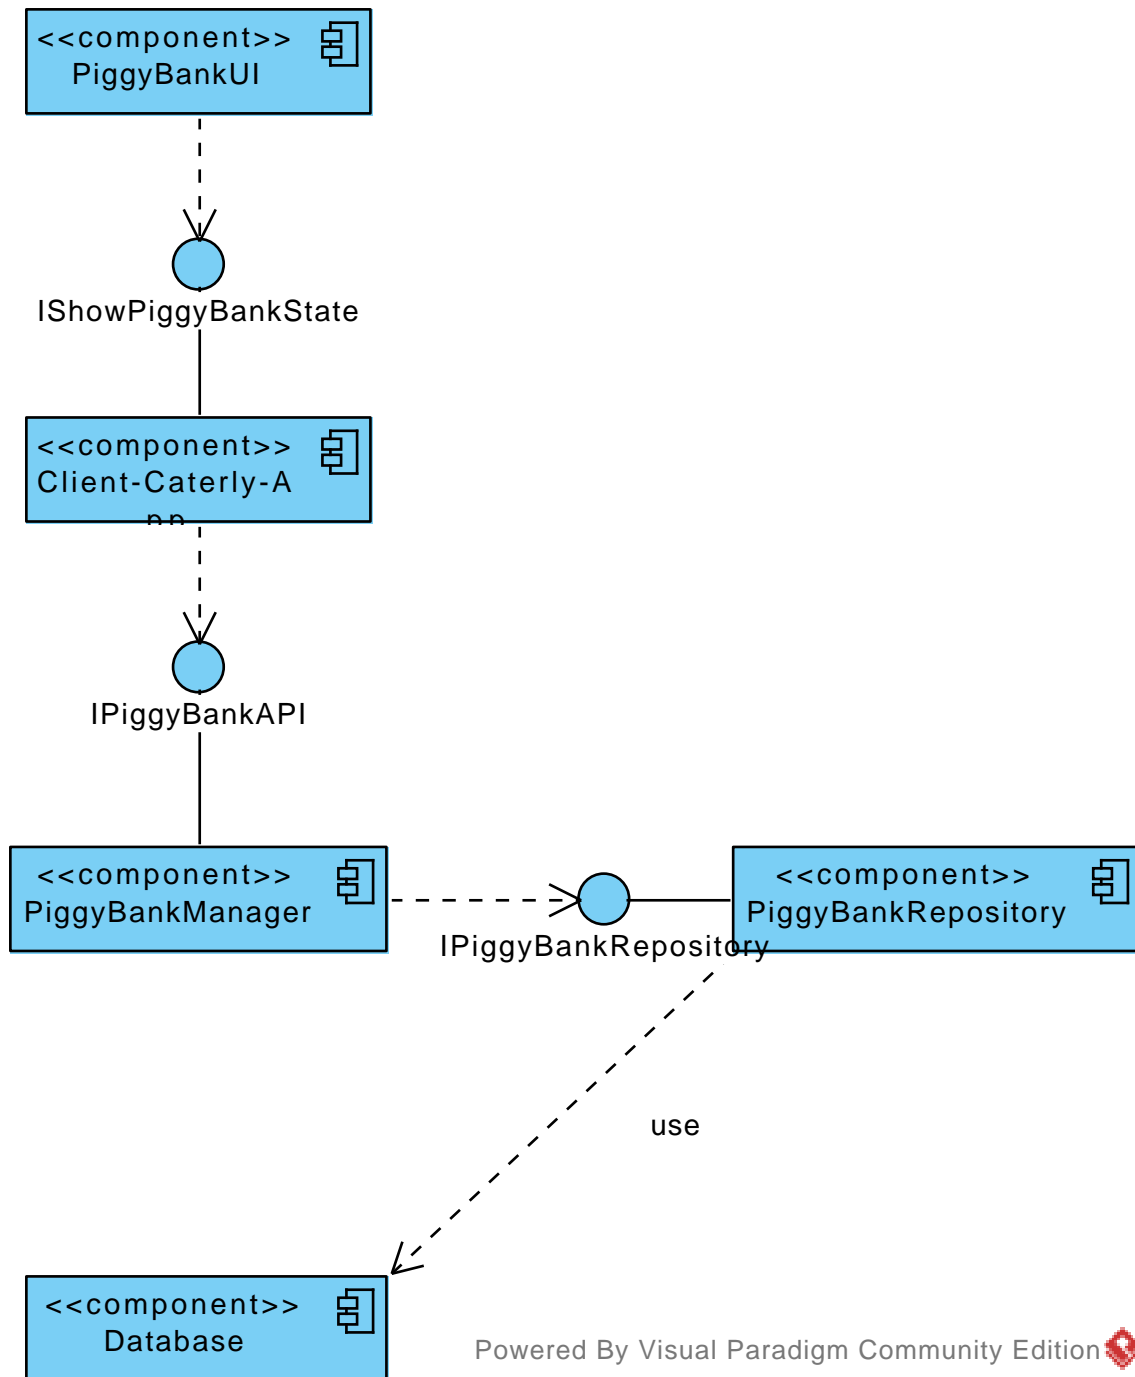 <<component>>
PiggyBankUI
IShowPiggyBankState
<<component>>
Client-Caterly-A
pp
IPiggyBankAPI
<<component>>
PiggyBankManager
IPiggyBankRepository
<<component>>
PiggyBankRepository
use
<<component>>
Database
Powered By Visual Paradigm Community Edition